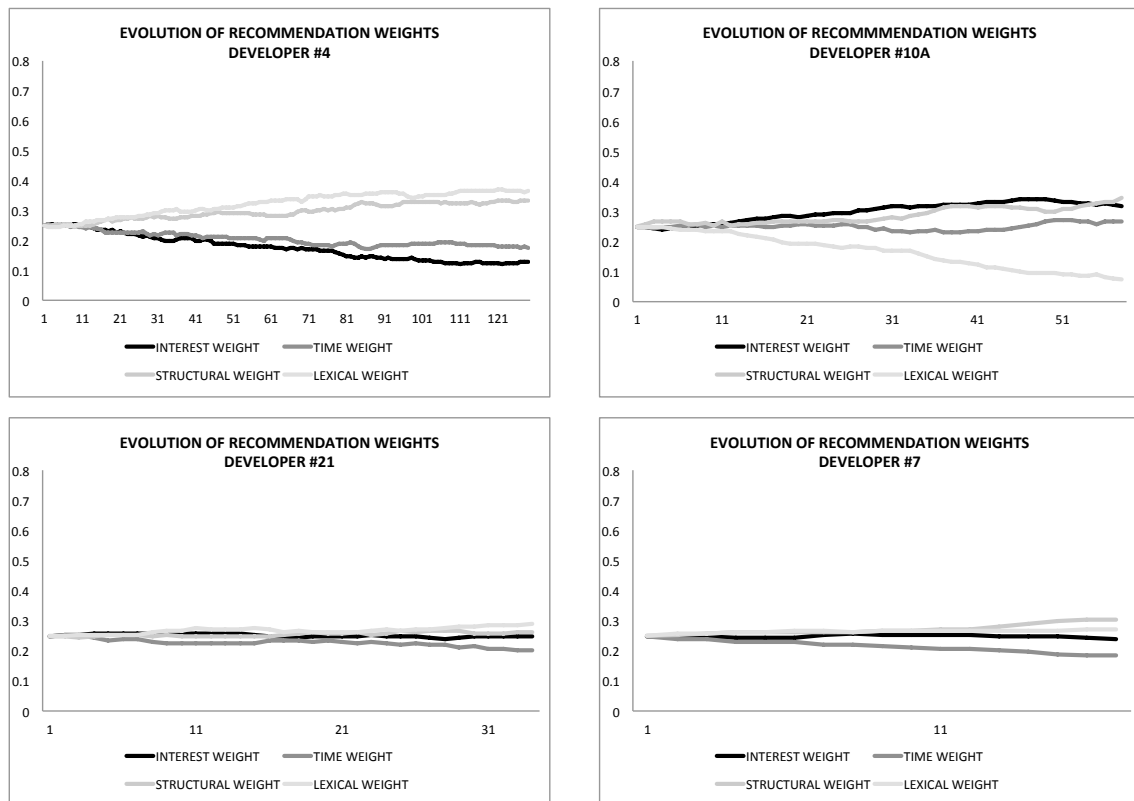 EVOLUTION OF RECOMMENDATION WEIGHTS
DEVELOPER #4
0.8
0.7
0.6
0.5
0.4
0.3
0.2
0.1
0
1 11 21 31 41 51 61 71 81 91 101 111 121
INTEREST WEIGHT TIME WEIGHT
STRUCTURAL WEIGHT LEXICAL WEIGHT
EVOLUTION OF RECOMMMENDATION WEIGHTS
DEVELOPER #10A
0.8
0.7
0.6
0.5
0.4
0.3
0.2
0.1
0
1 11 21 31 41 51
INTEREST WEIGHT TIME WEIGHT
STRUCTURAL WEIGHT LEXICAL WEIGHT
EVOLUTION OF RECOMMENDATION WEIGHTS
DEVELOPER #21
0.8
0.7
0.6
0.5
0.4
0.3
0.2
0.1
0
1 11 21 31
INTEREST WEIGHT TIME WEIGHT
STRUCTURAL WEIGHT LEXICAL WEIGHT
EVOLUTION OF RECOMMENDATION WEIGHTS
DEVELOPER #7
0.8
0.7
0.6
0.5
0.4
0.3
0.2
0.1
0
1 11
INTEREST WEIGHT TIME WEIGHT
STRUCTURAL WEIGHT LEXICAL WEIGHT